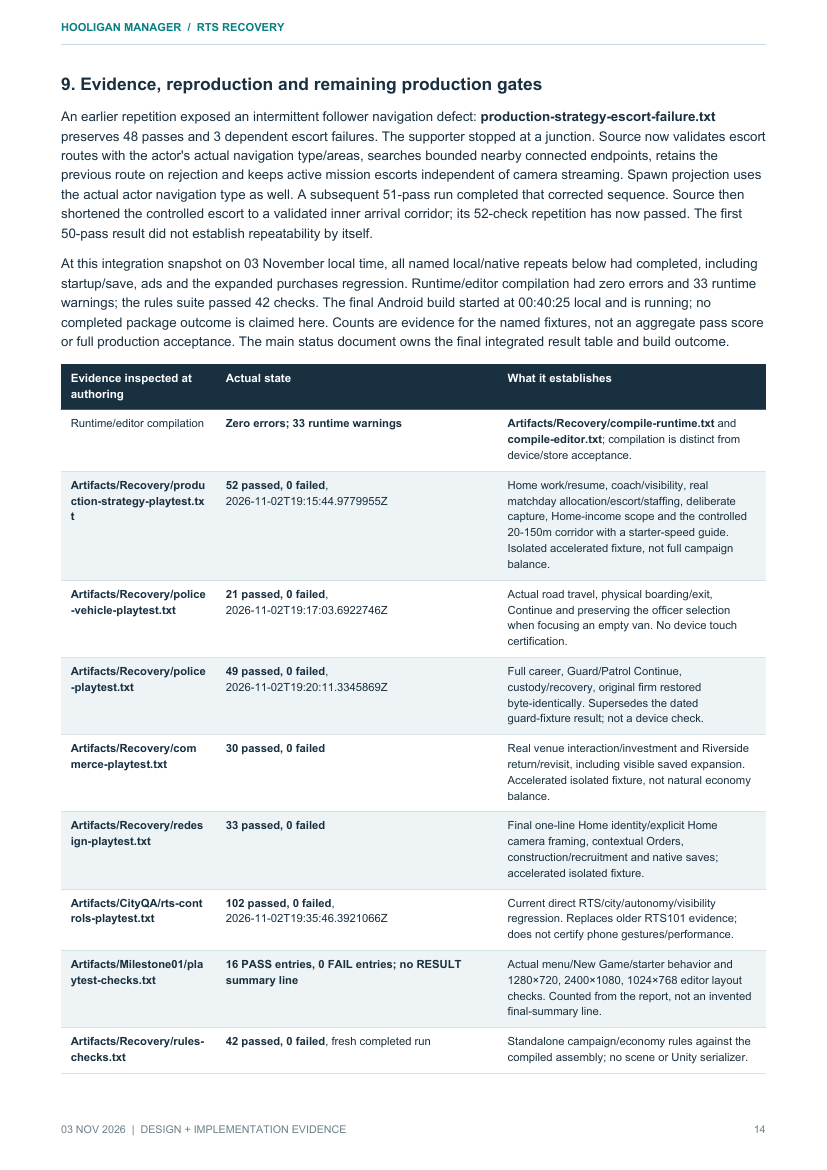 HOOLIGAN MANAGER / RTS RECOVERY
9. Evidence, reproduction and remaining production gates
An earlier repetition exposed an intermittent follower navigation defect: production-strategy-escort-failure.txt
preserves 48 passes and 3 dependent escort failures. The supporter stopped at a junction. Source now validates escort
routes with the actor's actual navigation type/areas, searches bounded nearby connected endpoints, retains the
previous route on rejection and keeps active mission escorts independent of camera streaming. Spawn projection uses
the actual actor navigation type as well. A subsequent 51-pass run completed that corrected sequence. Source then
shortened the controlled escort to a validated inner arrival corridor; its 52-check repetition has now passed. The first
50-pass result did not establish repeatability by itself.
At this integration snapshot on 03 November local time, all named local/native repeats below had completed, including
startup/save, ads and the expanded purchases regression. Runtime/editor compilation had zero errors and 33 runtime
warnings; the rules suite passed 42 checks. The final Android build started at 00:40:25 local and is running; no
completed package outcome is claimed here. Counts are evidence for the named fixtures, not an aggregate pass score
or full production acceptance. The main status document owns the final integrated result table and build outcome.
Evidence inspected at
authoring
Actual state
What it establishes
Runtime/editor compilation
Zero errors; 33 runtime warnings
Artifacts/Recovery/compile-runtime.txt and
compile-editor.txt; compilation is distinct from
device/store acceptance.
Artifacts/Recovery/produ
ction-strategy-playtest.tx
t
52 passed, 0 failed,
2026-11-02T19:15:44.9779955Z
Home work/resume, coach/visibility, real
matchday allocation/escort/staffing, deliberate
capture, Home-income scope and the controlled
20-150m corridor with a starter-speed guide.
Isolated accelerated fixture, not full campaign
balance.
Artifacts/Recovery/police
-vehicle-playtest.txt
21 passed, 0 failed,
2026-11-02T19:17:03.6922746Z
Actual road travel, physical boarding/exit,
Continue and preserving the officer selection
when focusing an empty van. No device touch
certification.
Artifacts/Recovery/police
-playtest.txt
49 passed, 0 failed,
2026-11-02T19:20:11.3345869Z
Full career, Guard/Patrol Continue,
custody/recovery, original firm restored
byte-identically. Supersedes the dated
guard-fixture result; not a device check.
Artifacts/Recovery/com
merce-playtest.txt
30 passed, 0 failed
Real venue interaction/investment and Riverside
return/revisit, including visible saved expansion.
Accelerated isolated fixture, not natural economy
balance.
Artifacts/Recovery/redes
ign-playtest.txt
33 passed, 0 failed
Final one-line Home identity/explicit Home
camera framing, contextual Orders,
construction/recruitment and native saves;
accelerated isolated fixture.
Artifacts/CityQA/rts-cont
rols-playtest.txt
102 passed, 0 failed,
2026-11-02T19:35:46.3921066Z
Current direct RTS/city/autonomy/visibility
regression. Replaces older RTS101 evidence;
does not certify phone gestures/performance.
Artifacts/Milestone01/pla
ytest-checks.txt
16 PASS entries, 0 FAIL entries; no RESULT
summary line
Actual menu/New Game/starter behavior and
1280×720, 2400×1080, 1024×768 editor layout
checks. Counted from the report, not an invented
final-summary line.
Artifacts/Recovery/rules-
checks.txt
42 passed, 0 failed, fresh completed run
Standalone campaign/economy rules against the
compiled assembly; no scene or Unity serializer.
03 NOV 2026 | DESIGN + IMPLEMENTATION EVIDENCE
14